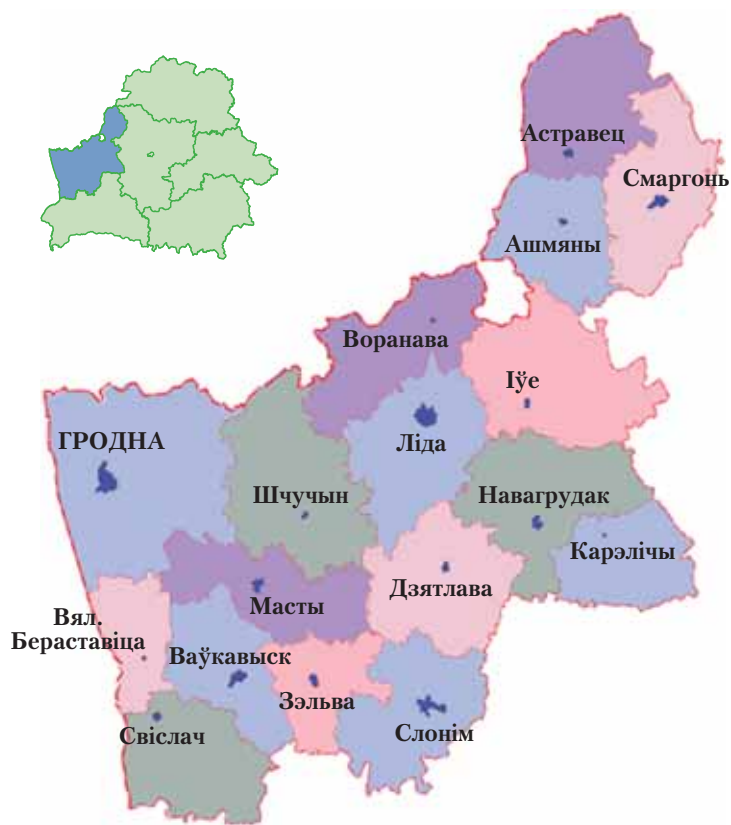 Астравец
Смаргонь
Ашмяны
Воранава
Іўе
ГРОДНА
Ліда
Шчучын
Навагрудак
Карэлічы
Дзятлава
Масты
Вял.
Бераставіца
Ваўкавыск
Зэльва
Слонім
Свіслач